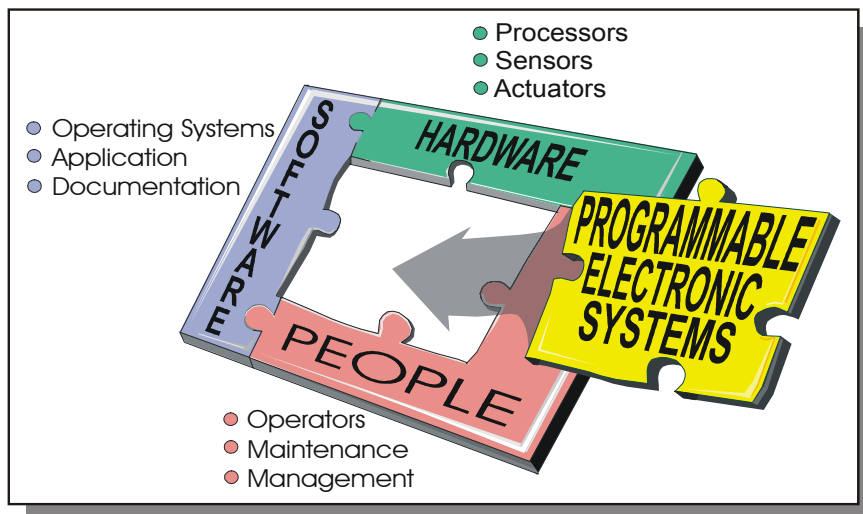 Processors
Sensors
Actuators
Operating Systems
Application
Documentation
SOFTWARE
HARDWARE
PROGRAMMABLE
ELECTRONIC
SYSTEMS
PEOPLE
Operators
Maintenance
Management